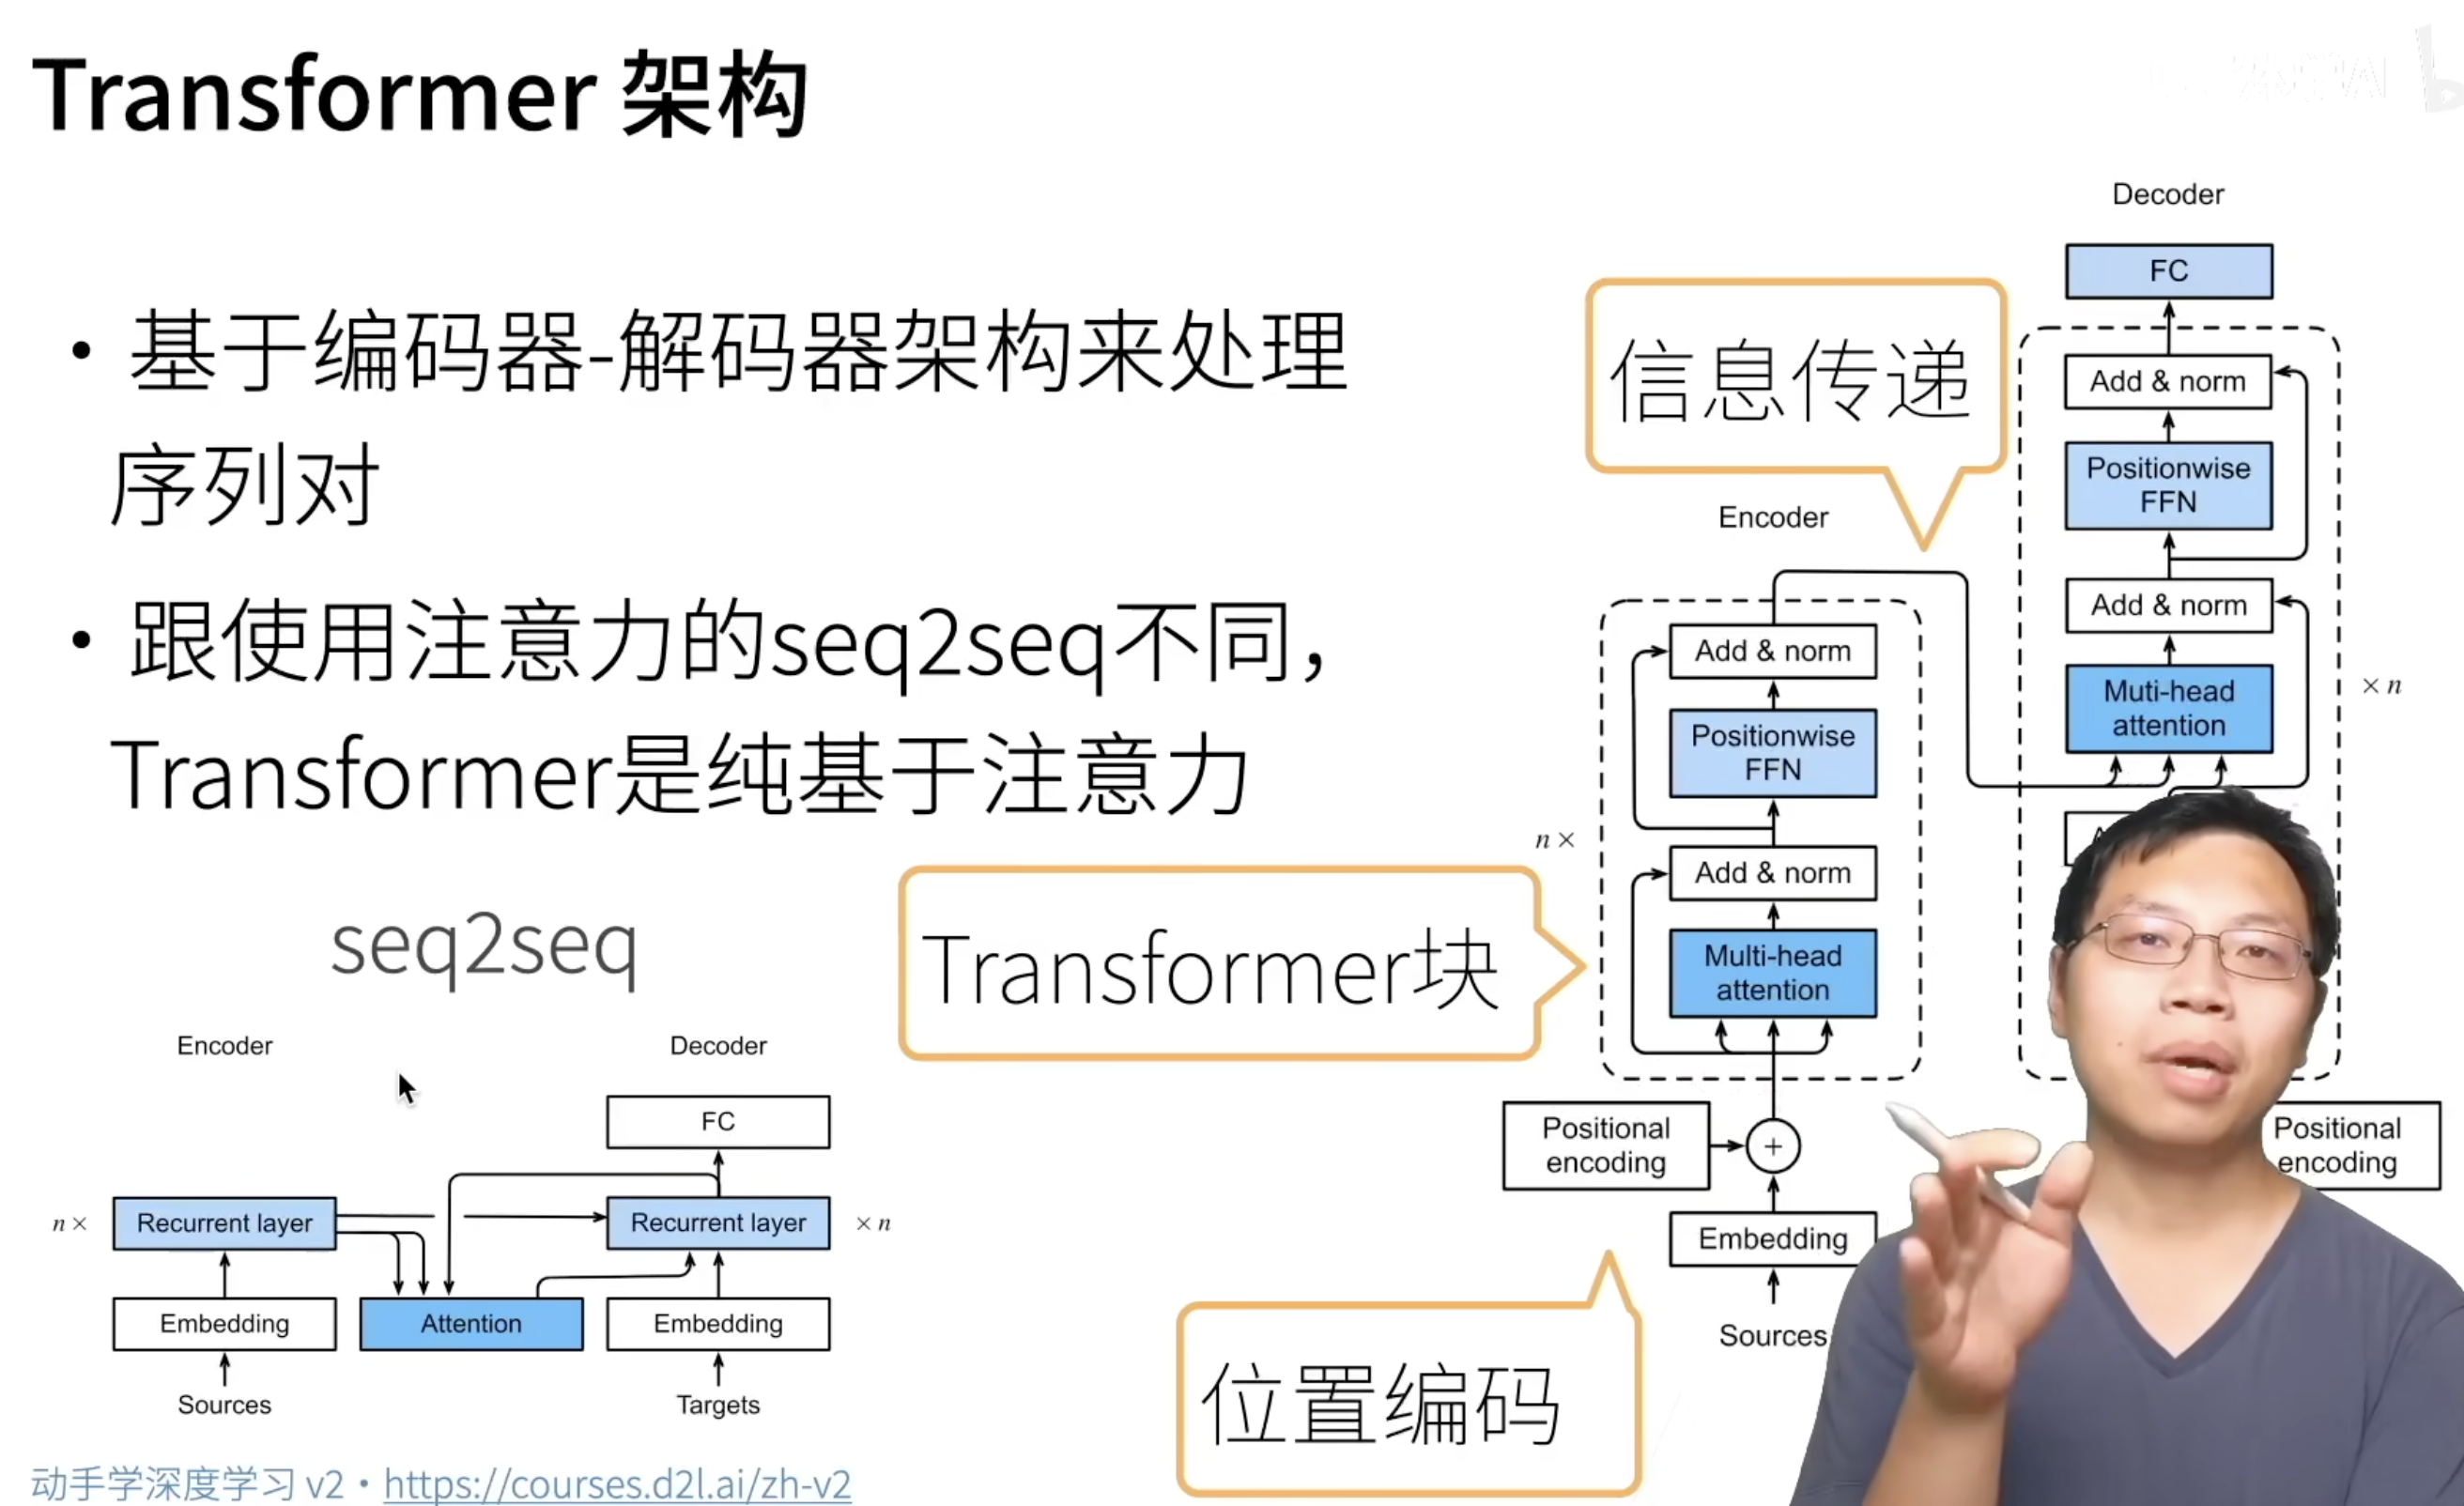 Transformer 架构
• 基于编码器-解码器架构来处理
序列对
• 跟使用注意力的seq2seq不同，
Transformer是纯基于注意力
seq2seq
Encoder
Decoder
FC
n ×
Recurrent layer
Recurrent layer
× n
Embedding
Attention
Embedding
Sources
Targets
动手学深度学习 v2 • https://courses.d2l.ai/zh-v2
信息传递
Transformer块
位置编码
Encoder
Add & norm
Positionwise
FFN
n ×
Add & norm
Multi-head
attention
Positional
encoding
+
Embedding
Sources
Decoder
FC
Add & norm
Positionwise
FFN
Add & norm
Muti-head
attention
× n
Positional
encoding